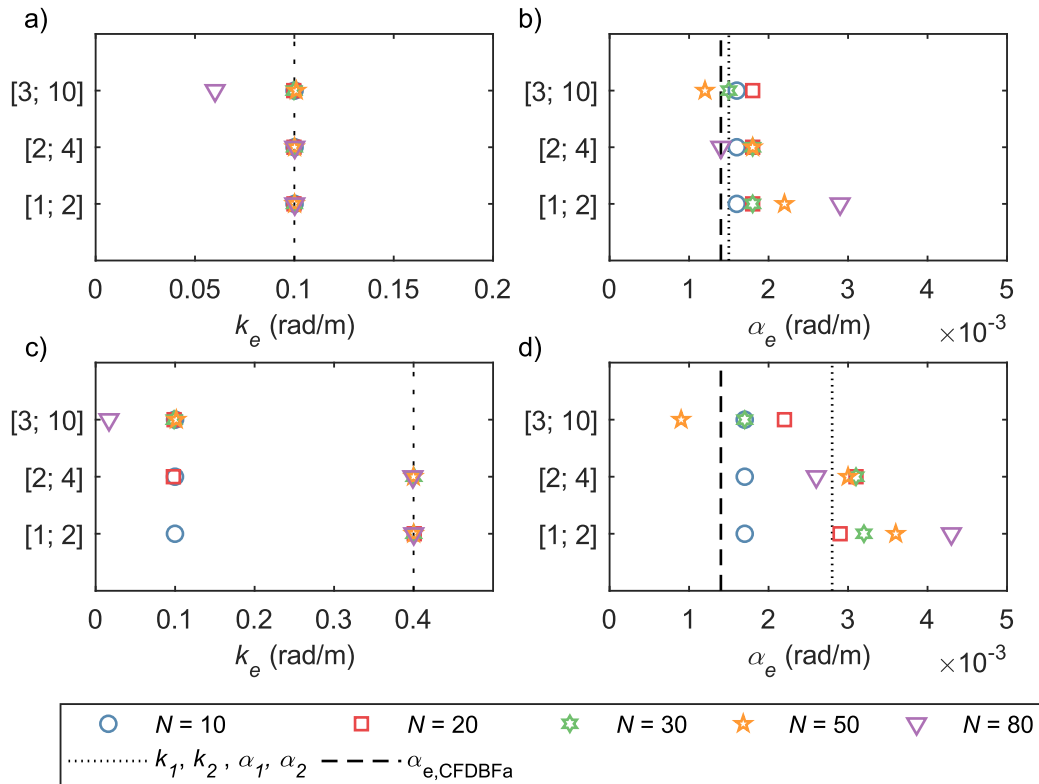 a)
[3; 10]
[2; 4]
[1; 2]
0 0.05 0.1 0.15 0.2
k_e (rad/m)
b)
[3; 10]
[2; 4]
[1; 2]
0 1 2 3 4 5
α_e (rad/m) ×10^-3
c)
[3; 10]
[2; 4]
[1; 2]
0 0.1 0.2 0.3 0.4
k_e (rad/m)
d)
[3; 10]
[2; 4]
[1; 2]
0 1 2 3 4 5
α_e (rad/m) ×10^-3
N = 10 N = 20 N = 30 N = 50 N = 80
k_1, k_2 , α_1, α_2 α_e,CFDBFa